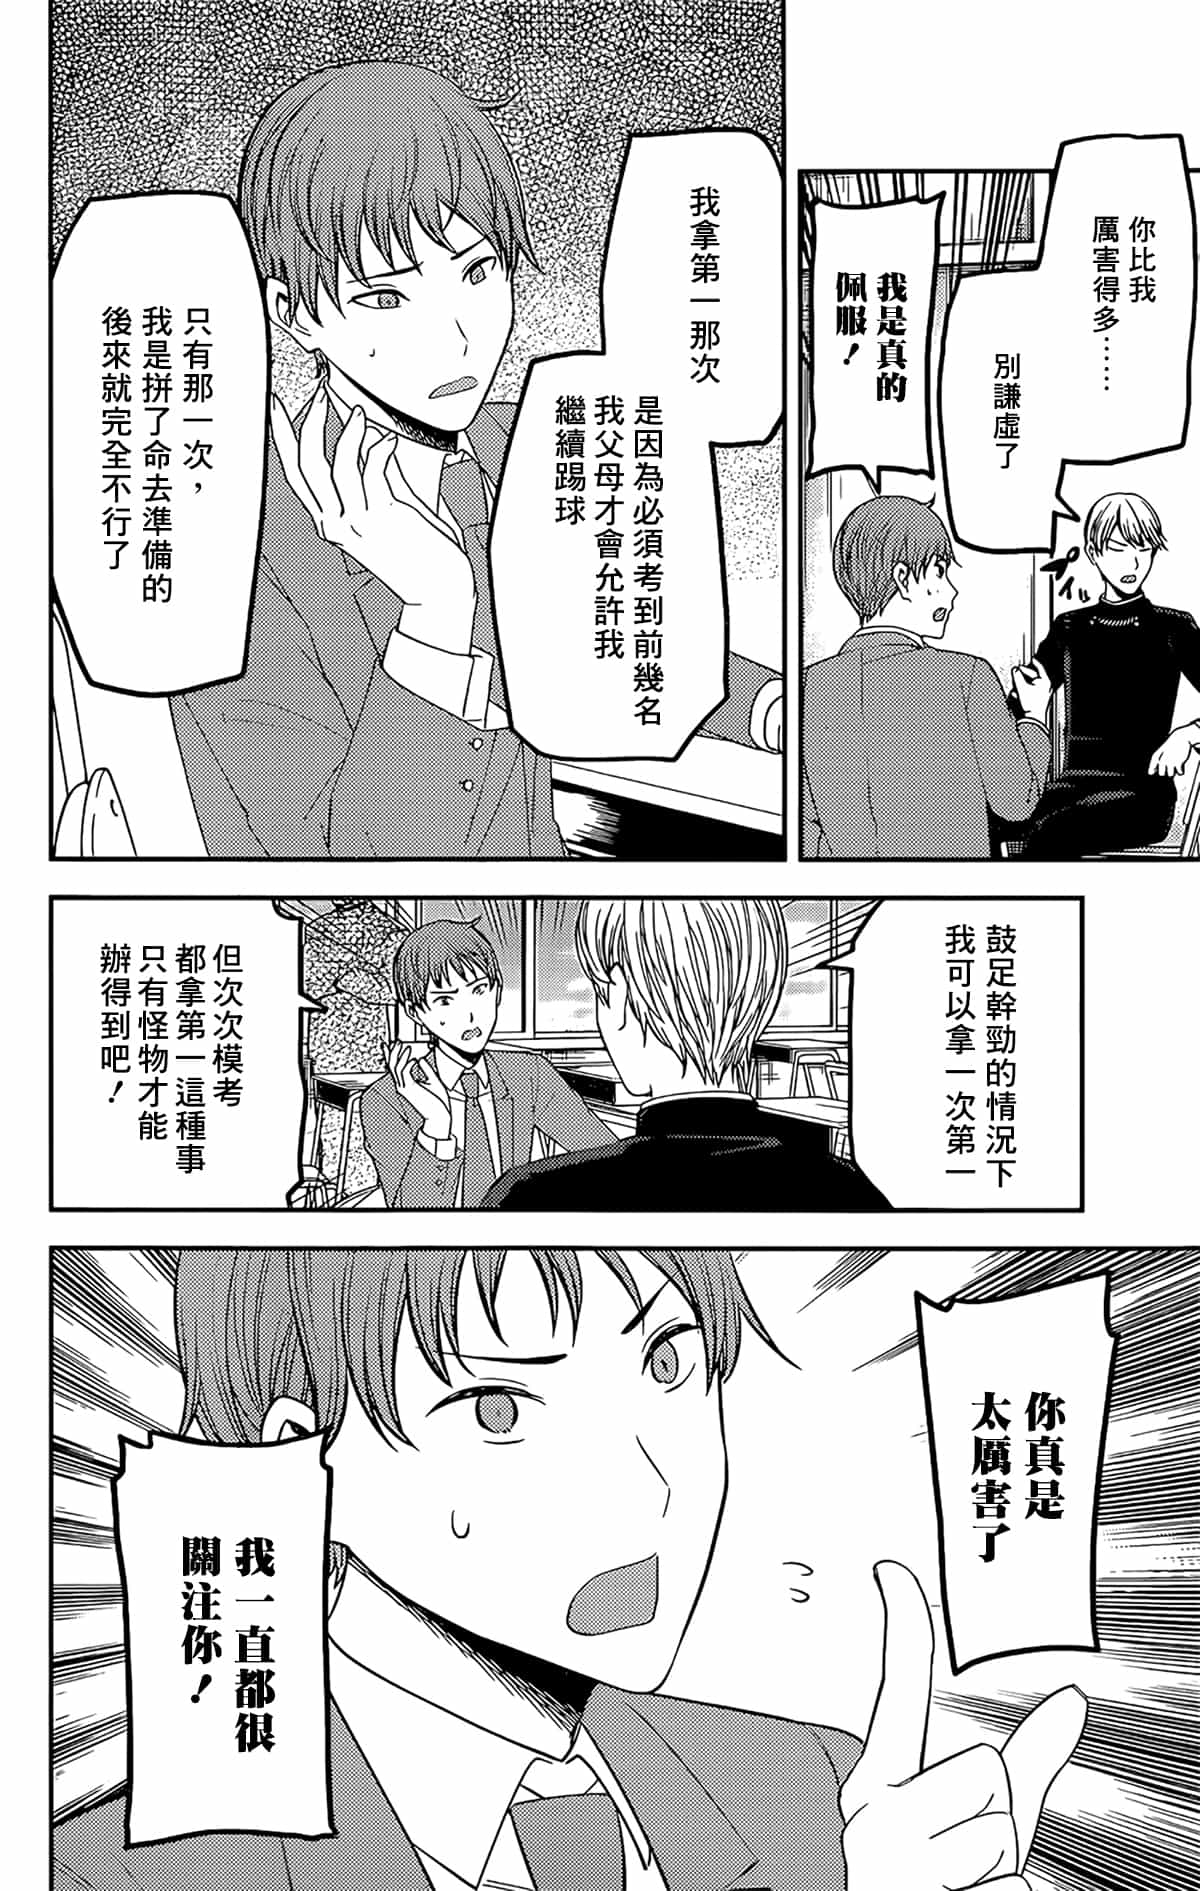 你比我
厲害得多……
別謙虛了
我是真的
佩服！
我拿第一那次
是因為必須考到前幾名
我父母才會允許我
繼續踢球
只有那一次，
我是拼了命去準備的
後來就完全不行了
鼓足幹勁的情況下
我可以拿一次第一
但次次模考
都拿第一這種事
只有怪物才能
辦得到吧！
你真是
太厲害了
我一直都很
關注你！